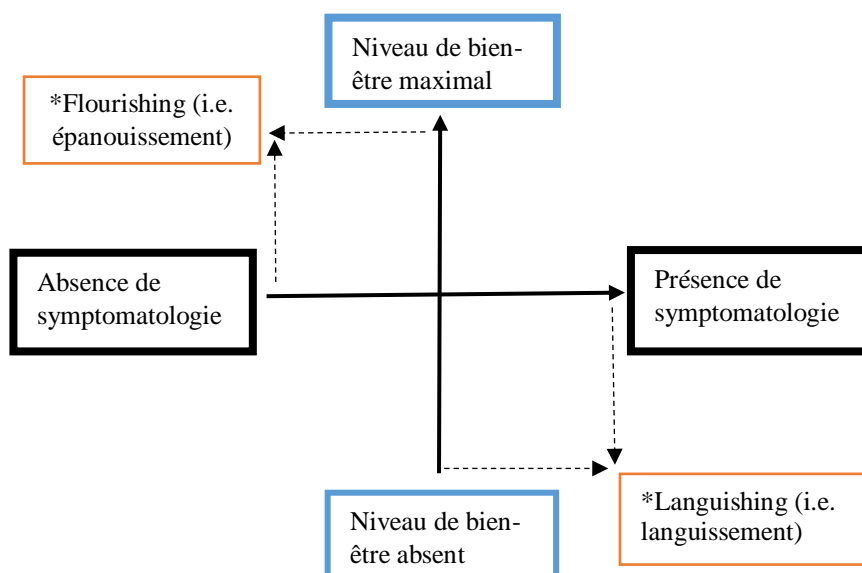 Niveau de bien-
être maximal
*Flourishing (i.e.
épanouissement)
Absence de
symptomatologie
Présence de
symptomatologie
Niveau de bien-
être absent
*Languishing (i.e.
languissement)